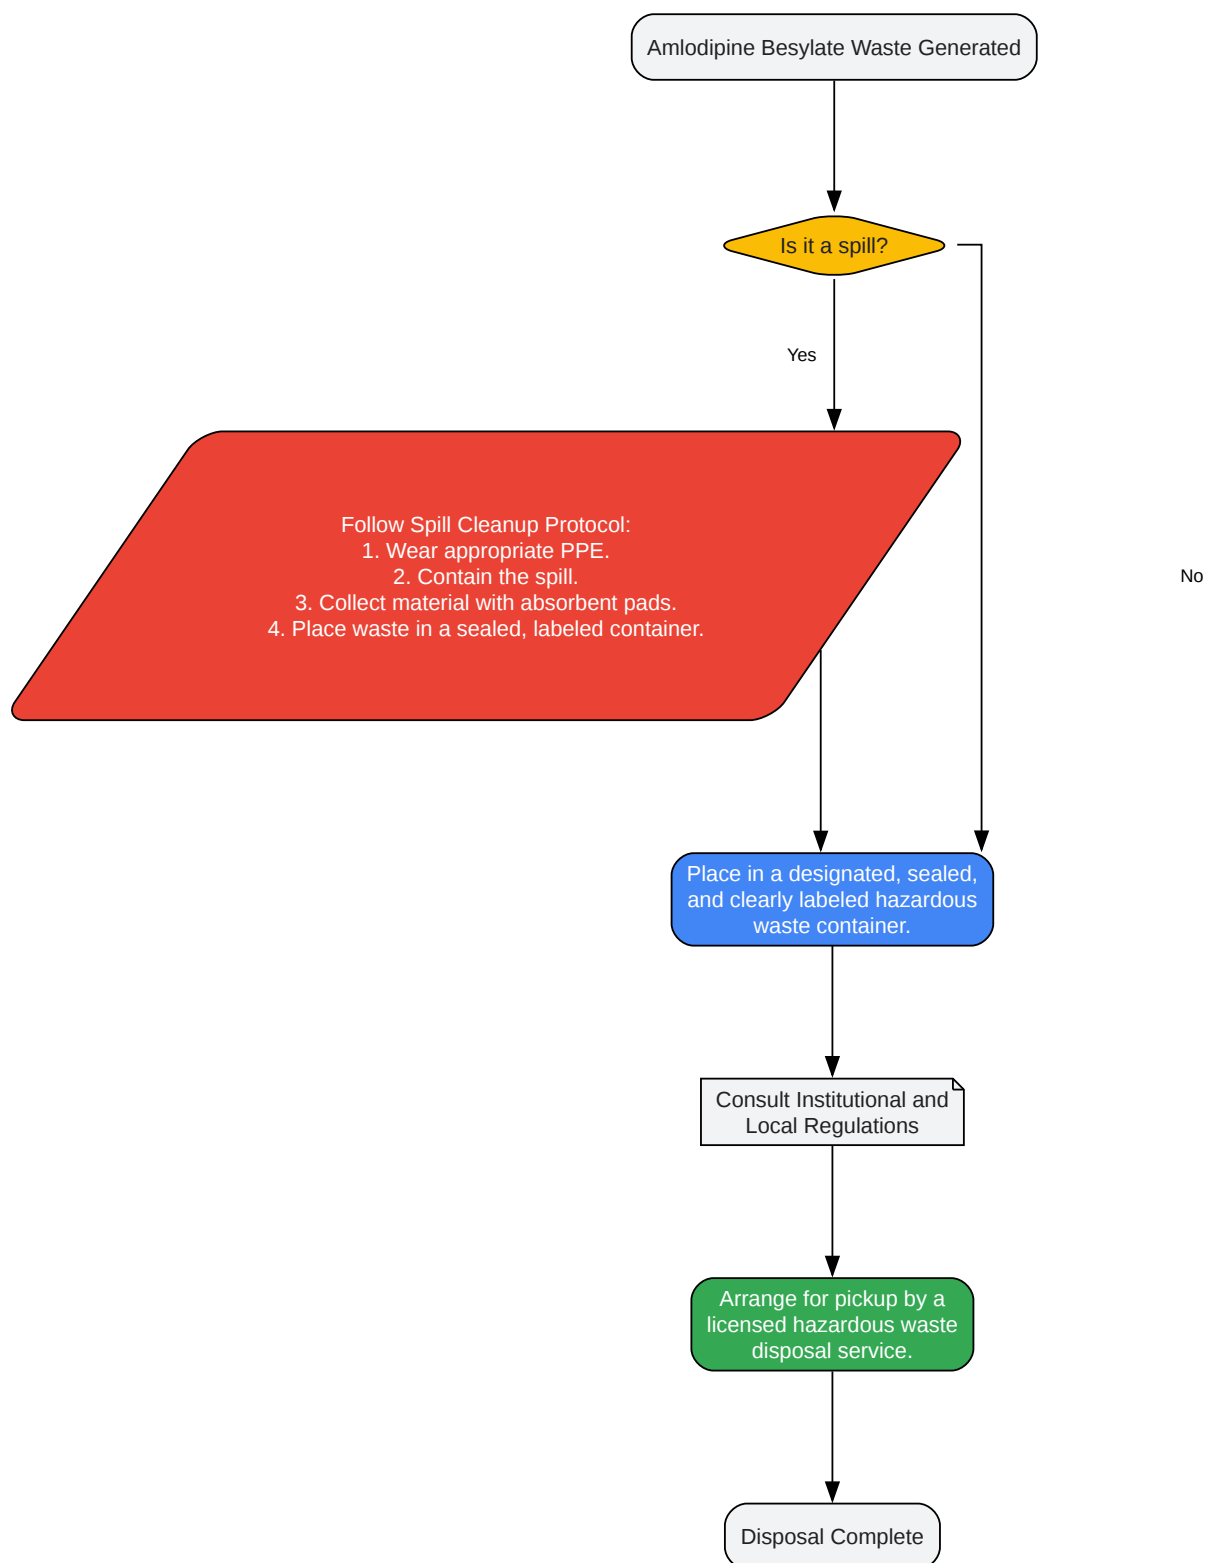 Amlodipine Besylate Waste Generated
Is it a spill?
Yes
Follow Spill Cleanup Protocol:
1. Wear appropriate PPE.
2. Contain the spill.
3. Collect material with absorbent pads.
4. Place waste in a sealed, labeled container.
No
Place in a designated, sealed,
and clearly labeled hazardous
waste container.
Consult Institutional and
Local Regulations
Arrange for pickup by a
licensed hazardous waste
disposal service.
Disposal Complete